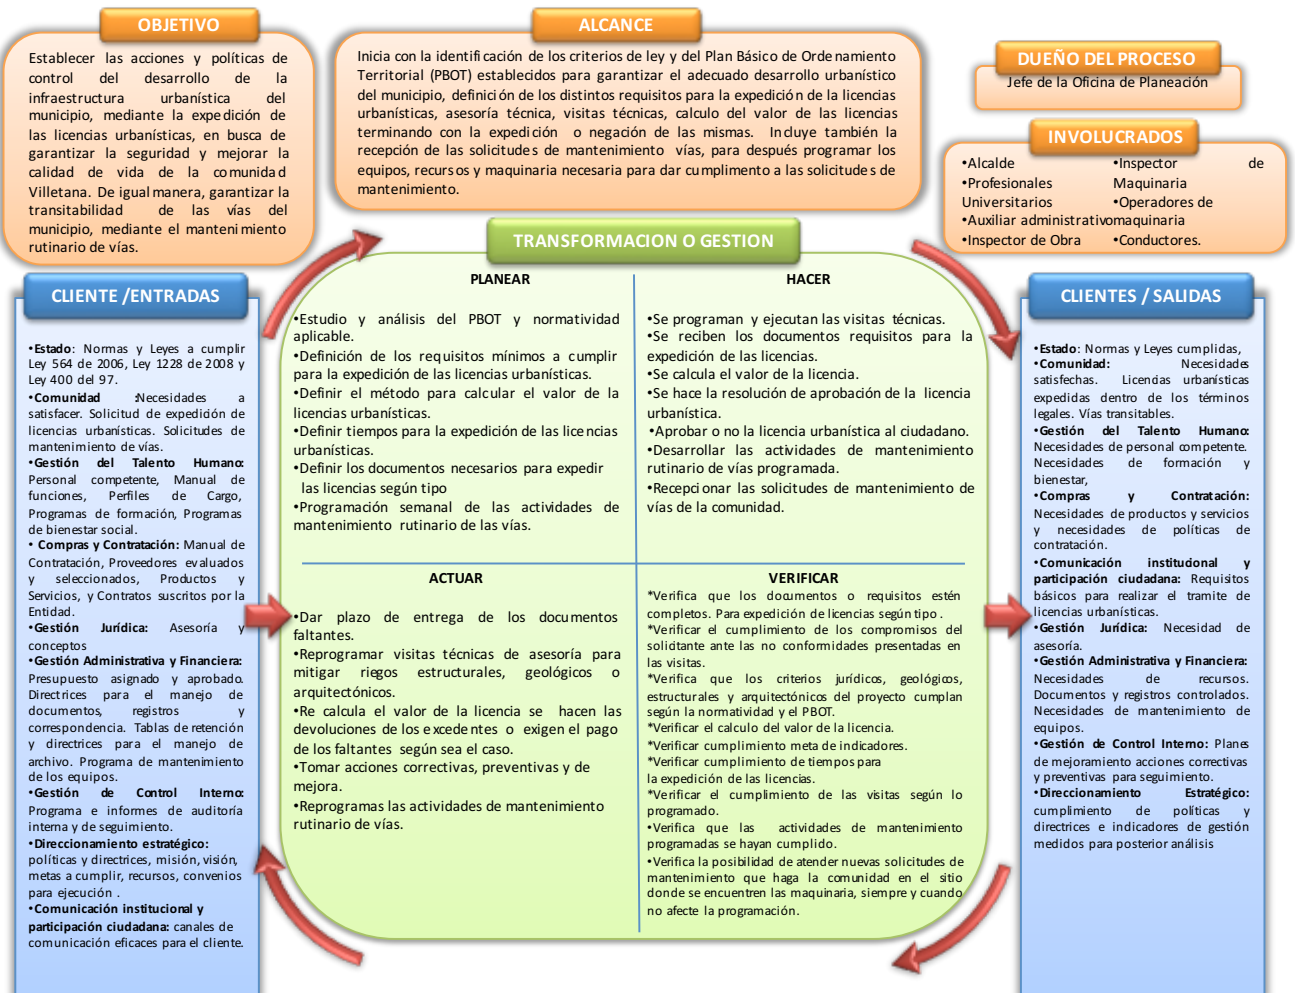 OBJETIVO
Establecer las acciones y políticas de
control del desarrollo de la
infraestructura urbanística del
municipio, mediante la expedición de
las licencias urbanísticas, en busca de
garantizar la seguridad y mejorar la
calidad de vida de la comunidad
Villetana. De igual manera, garantizar la
transitabilidad de las vías del
municipio, mediante el mantenimiento
rutinario de vías.
ALCANCE
Inicia con la identificación de los criterios de ley y del Plan Básico de Ordenamiento
Territorial (PBOT) establecidos para garantizar el adecuado desarrollo urbanístico
del municipio, definición de los distintos requisitos para la expedición de la licencias
urbanísticas, asesoría técnica, visitas técnicas, calculo del valor de las licencias
terminando con la expedición o negación de las mismas. Incluye también la
recepción de las solicitudes de mantenimiento vías, para después programar los
equipos, recursos y maquinaria necesaria para dar cumplimento a las solicitudes de
mantenimiento.
DUEÑO DEL PROCESO
Jefe de la Oficina de Planeación
INVOLUCRADOS
•Alcalde
•Profesionales
Universitarios
•Auxiliar administrativo
•Inspector de Obra
•Inspector de
Maquinaria
•Operadores de
maquinaria
•Conductores.
TRANSFORMACION O GESTION
CLIENTE /ENTRADAS
•Estado: Normas y Leyes a cumplir
Ley 564 de 2006, Ley 1228 de 2008 y
Ley 400 del 97.
•Comunidad :Necesidades a
satisfacer. Solicitud de expedición de
licencias urbanísticas. Solicitudes de
mantenimiento de vías.
•Gestión del Talento Humano:
Personal competente, Manual de
funciones, Perfiles de Cargo,
Programas de formación, Programas
de bienestar social.
• Compras y Contratación: Manual de
Contratación, Proveedores evaluados
y seleccionados, Productos y
Servicios, y Contratos suscritos por la
Entidad.
•Gestión Jurídica: Asesoría y
conceptos
•Gestión Administrativa y Financiera:
Presupuesto asignado y aprobado.
Directrices para el manejo de
documentos, registros y
correspondencia. Tablas de retención
y directrices para el manejo de
archivo. Programa de mantenimiento
de los equipos.
•Gestión de Control Interno:
Programa e informes de auditoría
interna y de seguimiento.
•Direccionamiento estratégico:
políticas y directrices, misión, visión,
metas a cumplir, recursos, convenios
para ejecución .
•Comunicación institucional y
participación ciudadana: canales de
comunicación eficaces para el cliente.
PLANEAR
•Estudio y análisis del PBOT y normatividad
aplicable.
•Definición de los requisitos mínimos a cumplir
para la expedición de las licencias urbanísticas.
•Definir el método para calcular el valor de la
licencias urbanísticas.
•Definir tiempos para la expedición de las licencias
urbanísticas.
•Definir los documentos necesarios para expedir
las licencias según tipo
•Programación semanal de las actividades de
mantenimiento rutinario de las vías.
HACER
•Se programan y ejecutan las visitas técnicas.
•Se reciben los documentos requisitos para la
expedición de las licencias.
•Se calcula el valor de la licencia.
•Se hace la resolución de aprobación de la licencia
urbanística.
•Aprobar o no la licencia urbanística al ciudadano.
•Desarrollar las actividades de mantenimiento
rutinario de vías programada.
•Recepcionar las solicitudes de mantenimiento de
vías de la comunidad.
ACTUAR
•Dar plazo de entrega de los documentos
faltantes.
•Reprogramar visitas técnicas de asesoría para
mitigar riegos estructurales, geológicos o
arquitectónicos.
•Re calcula el valor de la licencia se hacen las
devoluciones de los excedentes o exigen el pago
de los faltantes según sea el caso.
•Tomar acciones correctivas, preventivas y de
mejora.
•Reprogramas las actividades de mantenimiento
rutinario de vías.
VERIFICAR
*Verifica que los documentos o requisitos estén
completos. Para expedición de licencias según tipo .
*Verificar el cumplimiento de los compromisos del
solicitante ante las no conformidades presentadas en
las visitas.
*Verifica que los criterios jurídicos, geológicos,
estructurales y arquitectónicos del proyecto cumplan
según la normatividad y el PBOT.
*Verificar el calculo del valor de la licencia.
*Verificar cumplimiento meta de indicadores.
*Verificar cumplimiento de tiempos para
la expedición de las licencias.
*Verificar el cumplimiento de las visitas según lo
programado.
•Verifica que las actividades de mantenimiento
programadas se hayan cumplido.
•Verifica la posibilidad de atender nuevas solicitudes de
mantenimiento que haga la comunidad en el sitio
donde se encuentren las maquinaria, siempre y cuando
no afecte la programación.
CLIENTES / SALIDAS
•Estado: Normas y Leyes cumplidas,
•Comunidad: Necesidades
satisfechas. Licencias urbanísticas
expedidas dentro de los términos
legales. Vías transitables.
•Gestión del Talento Humano:
Necesidades de personal competente.
Necesidades de formación y
bienestar,
•Compras y Contratación:
Necesidades de productos y servicios
y necesidades de políticas de
contratación.
•Comunicación institucional y
participación ciudadana: Requisitos
básicos para realizar el tramite de
licencias urbanísticas.
•Gestión Jurídica: Necesidad de
asesoría.
•Gestión Administrativa y Financiera:
Necesidades de recursos.
Documentos y registros controlados.
Necesidades de mantenimiento de
equipos.
•Gestión de Control Interno: Planes
de mejoramiento acciones correctivas
y preventivas para seguimiento.
•Direccionamiento Estratégico:
cumplimiento de políticas y
directrices e indicadores de gestión
medidos para posterior análisis